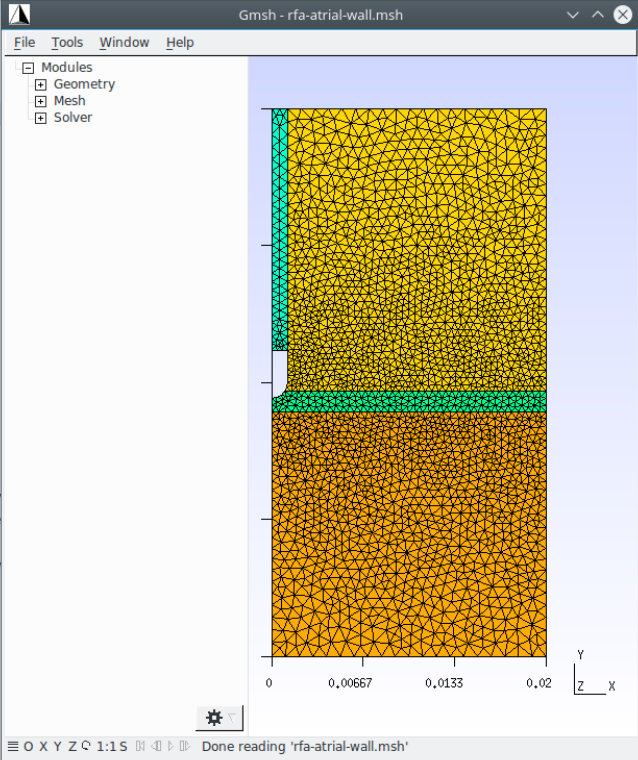 Gmsh - rfa-atrial-wall.msh
File Tools Window Help
Modules
Geometry
Mesh
Solver
Y
Z X
0 0.00667 0.0133 0.02
O X Y Z 1:1 S Done reading 'rfa-atrial-wall.msh'